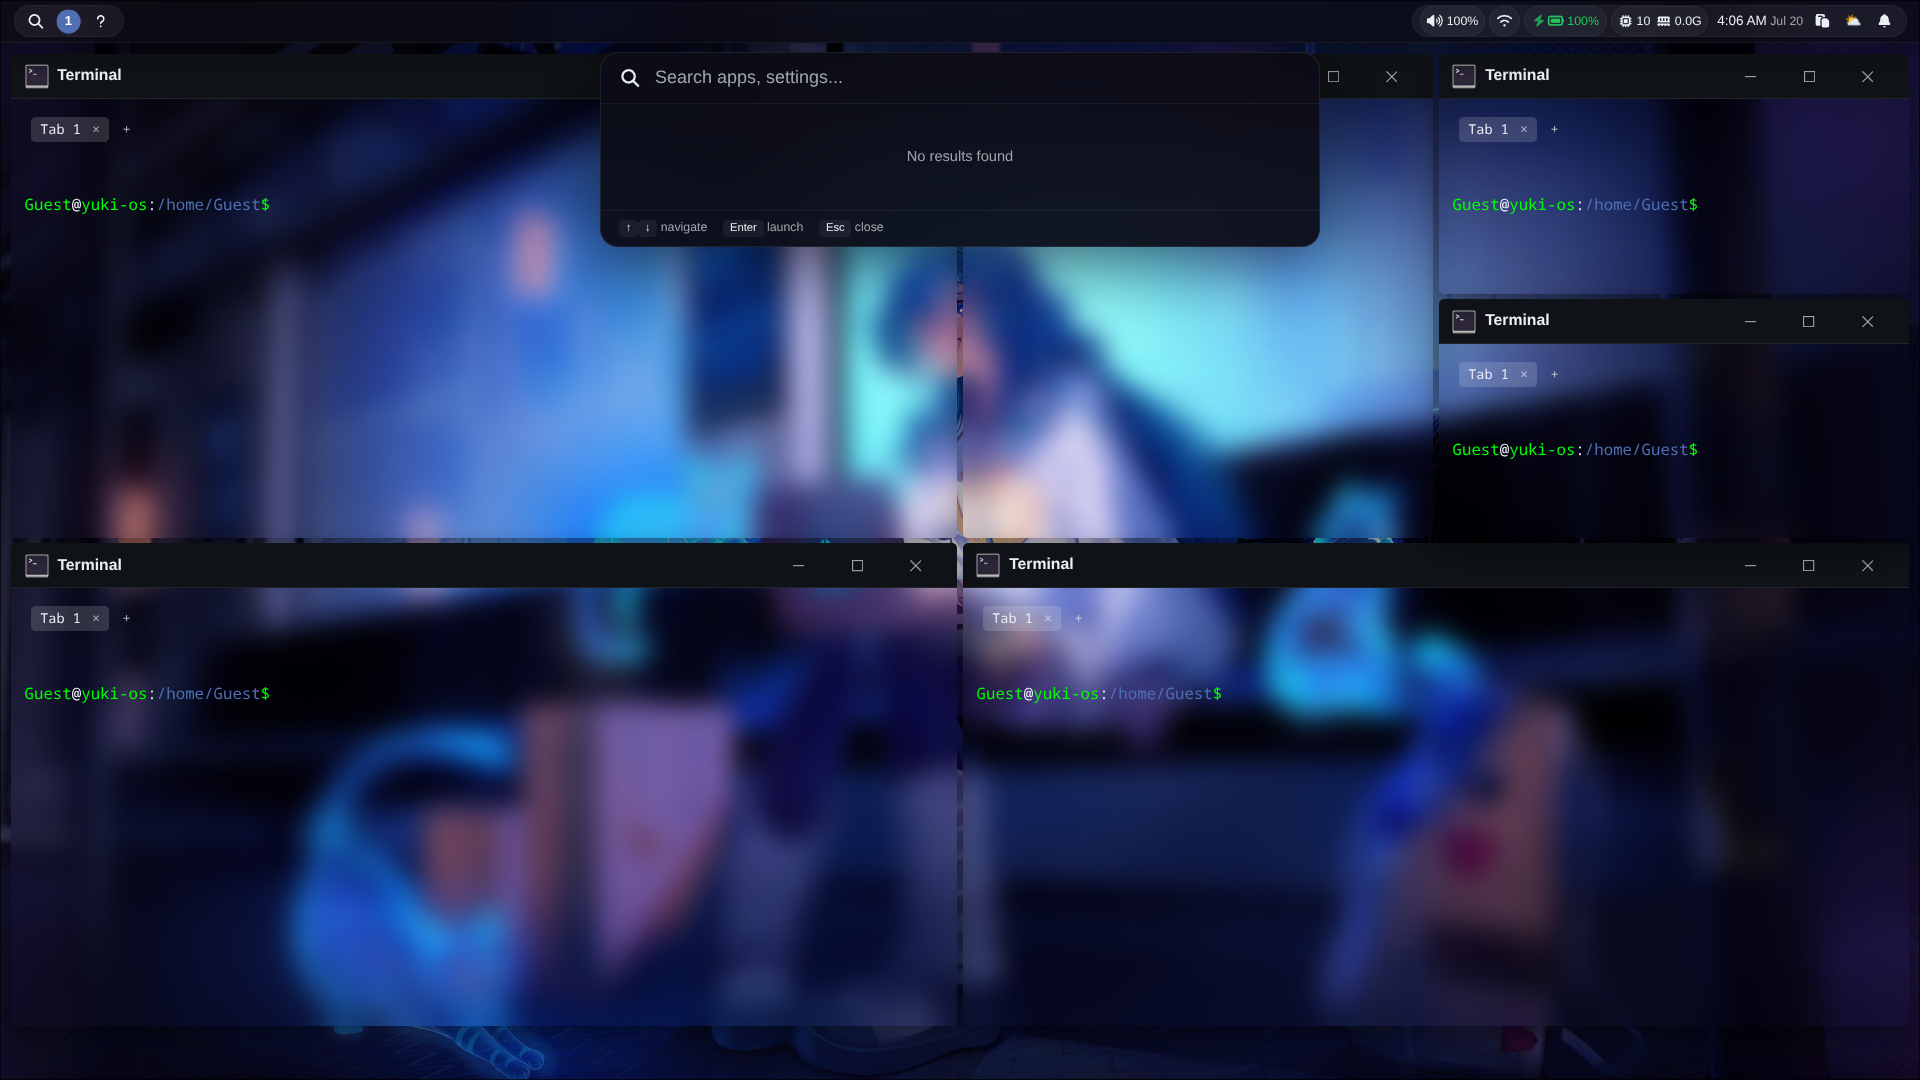 1 ?
100% 100% 10 0.0G 4:06 AM Jul 20
Search apps, settings...
No results found
↑ ↓ navigate Enter launch Esc close
Terminal
Tab 1 × +
Guest@yuki-os:/home/Guest$
Terminal
Tab 1 × +
Guest@yuki-os:/home/Guest$
Terminal
Tab 1 × +
Guest@yuki-os:/home/Guest$
Terminal
Tab 1 × +
Guest@yuki-os:/home/Guest$
Terminal
Tab 1 × +
Guest@yuki-os:/home/Guest$